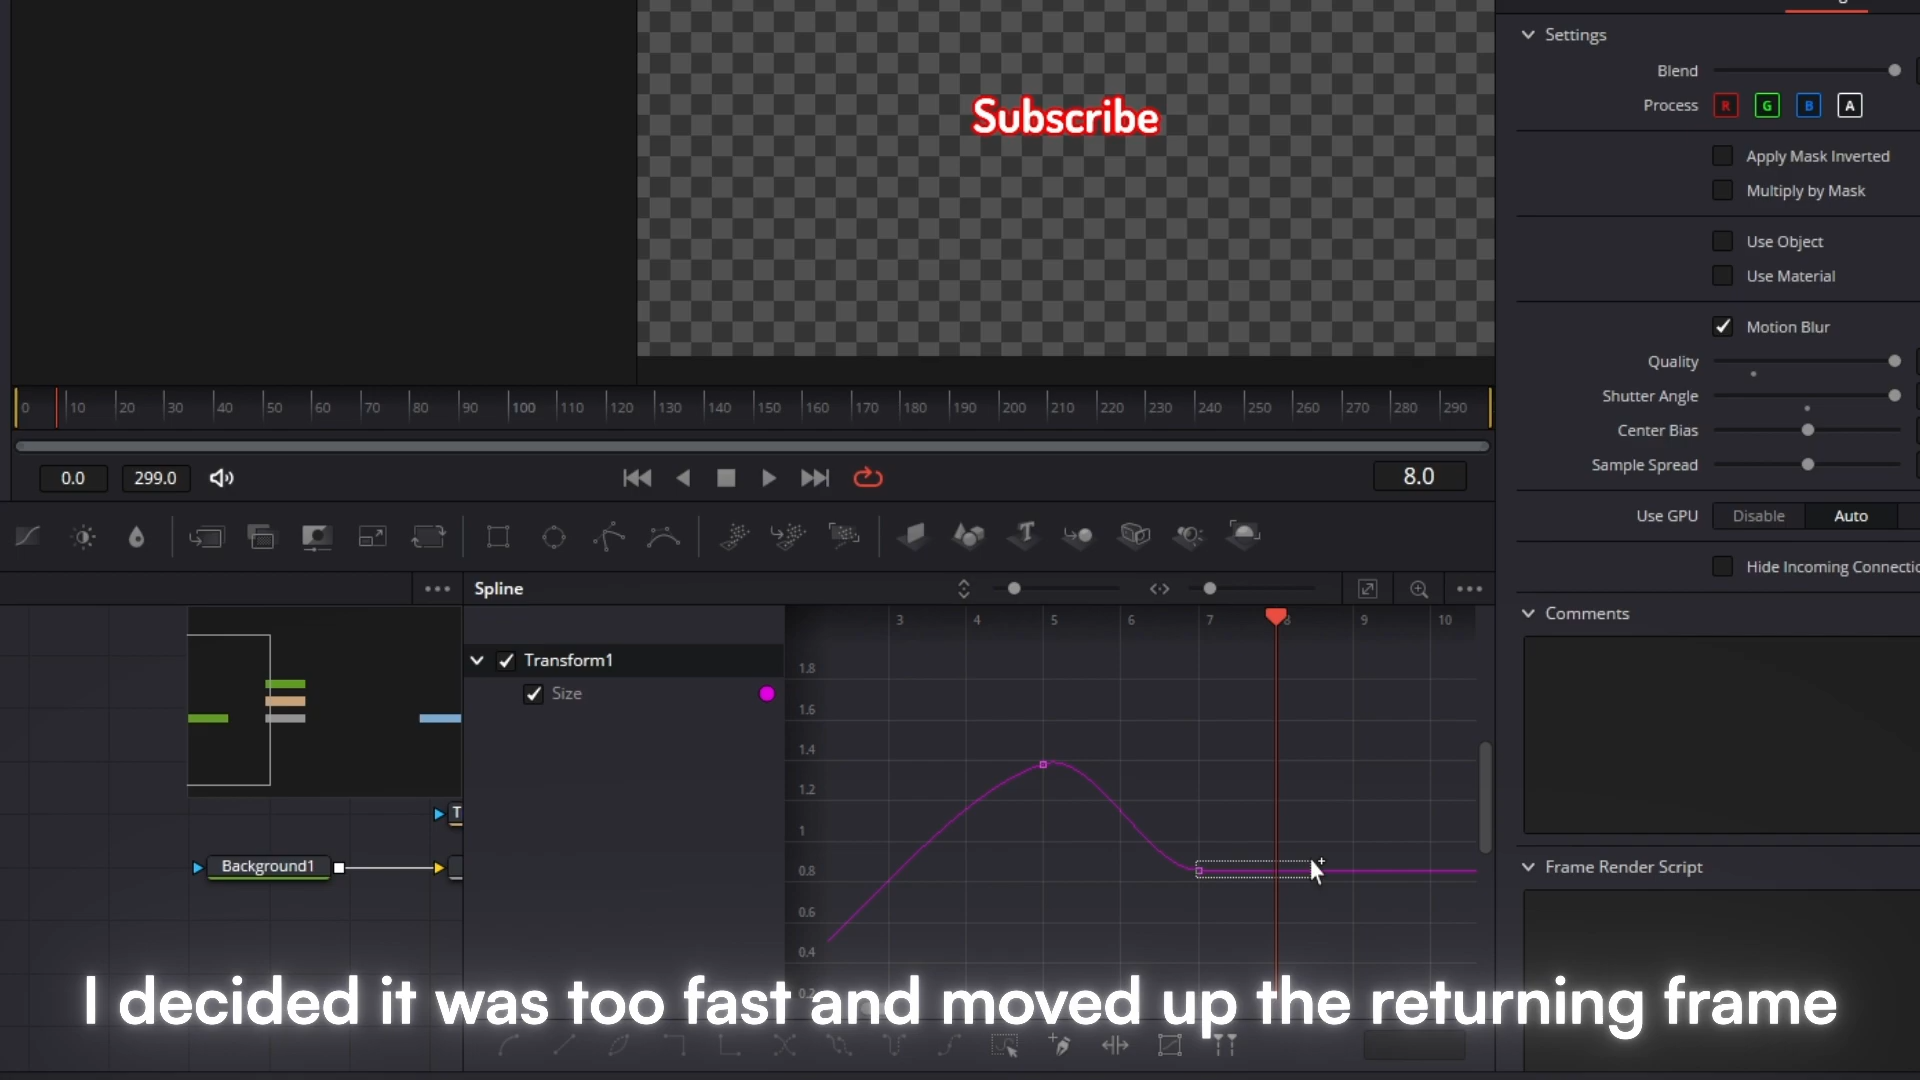 Settings
Blend
Process R G B A
Subscribe
Apply Mask Inverted
Multiply by Mask
Use Object
Use Material
Motion Blur
Quality
Shutter Angle
Center Bias
Sample Spread
0 10 20 30 40 50 60 70 80 90 100 110 120 130 140 150 160 170 180 190 200 210 220 230 240 250 260 270 280 290
0.0 299.0 8.0
Use GPU Disable Auto
Hide Incoming Connectio
Spline
Comments
3 4 5 6 7 8 9 10
Transform1
Size
1.8
1.6
1.4
1.2
1
0.8
0.6
0.4
0.2
T
Background1
Frame Render Script
I decided it was too fast and moved up the returning frame